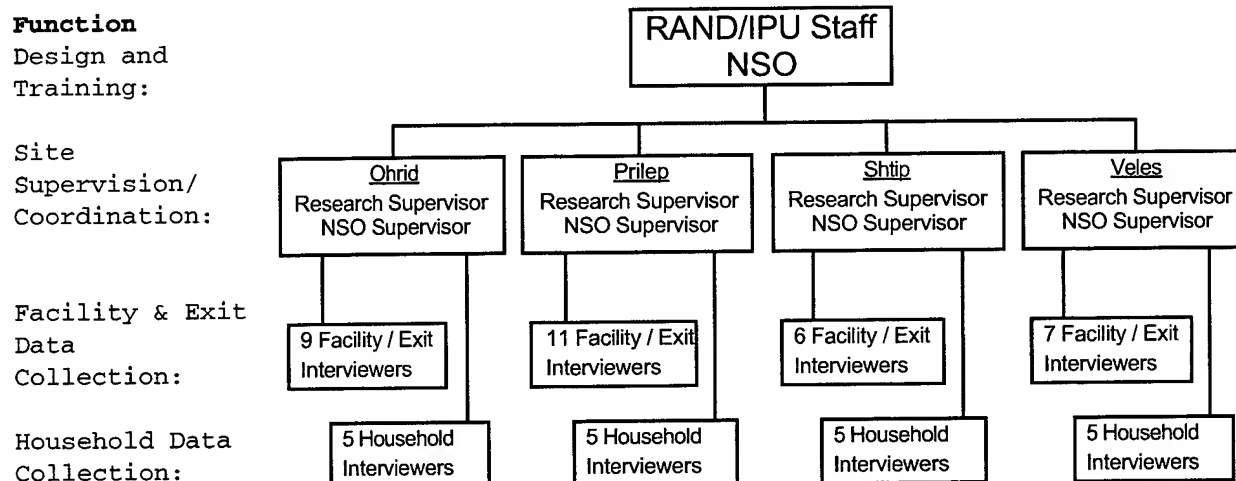 Function
Design and
Training:
RAND/IPU Staff
NSO
Site
Supervision/
Coordination:
Ohrid
Research Supervisor
NSO Supervisor
Prilep
Research Supervisor
NSO Supervisor
Shtip
Research Supervisor
NSO Supervisor
Veles
Research Supervisor
NSO Supervisor
Facility & Exit
Data
Collection:
9 Facility / Exit
Interviewers
11 Facility / Exit
Interviewers
6 Facility / Exit
Interviewers
7 Facility / Exit
Interviewers
Household Data
Collection:
5 Household
Interviewers
5 Household
Interviewers
5 Household
Interviewers
5 Household
Interviewers